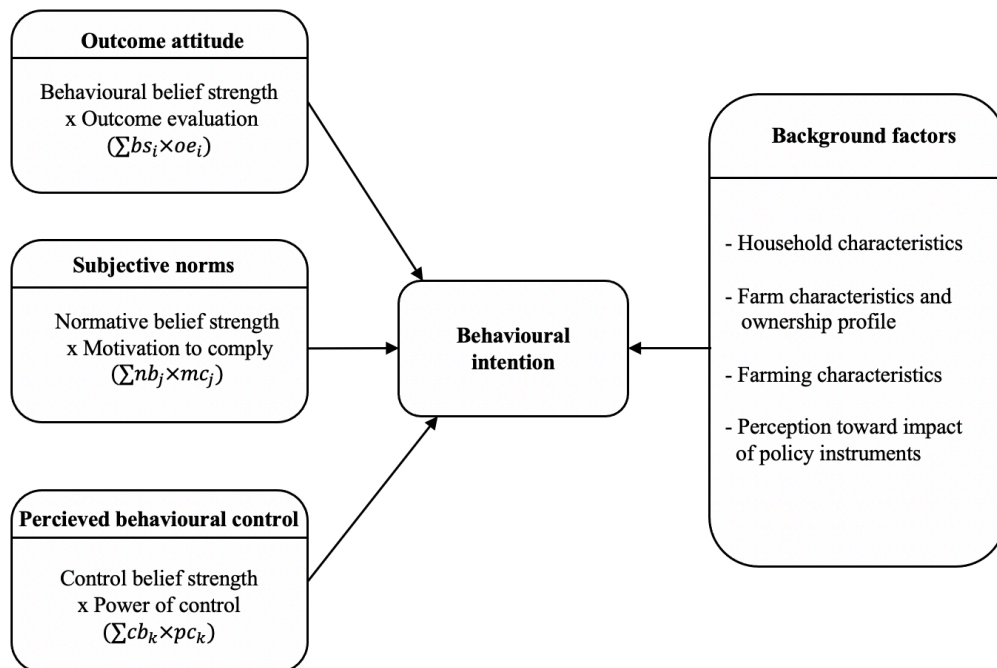 Outcome attitude
Behavioural belief strength
x Outcome evaluation
(∑bsᵢ×oeᵢ)
Subjective norms
Normative belief strength
x Motivation to comply
(∑nbⱼ×mcⱼ)
Percieved behavioural control
Control belief strength
x Power of control
(∑cbₖ×pcₖ)
Behavioural
intention
Background factors
- Household characteristics
- Farm characteristics and
ownership profile
- Farming characteristics
- Perception toward impact
of policy instruments